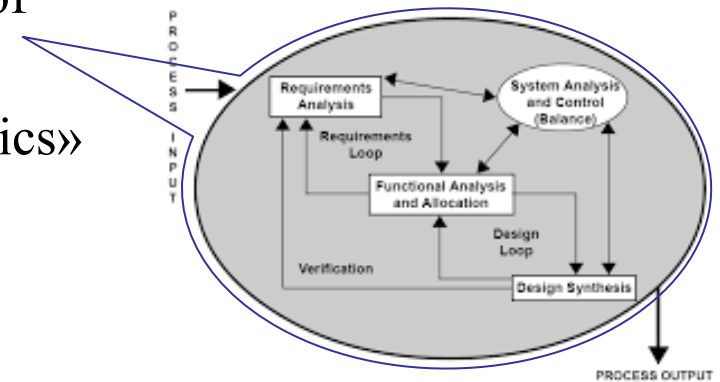 or
ics»
PROCESS INPUT
Requirements
Analysis
System Analysis
and Control
(Balance)
Requirements
Loop
Functional Analysis
and Allocation
Design
Loop
Verification
Design Synthesis
PROCESS OUTPUT